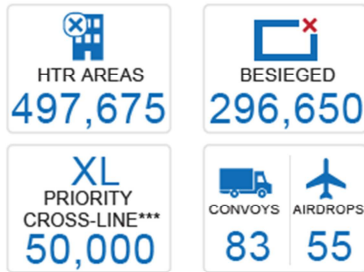 HTR AREAS
497,675
BESIEGED
296,650
XL
PRIORITY
CROSS-LINE***
50,000
CONVOYS
83
AIRDROPS
55